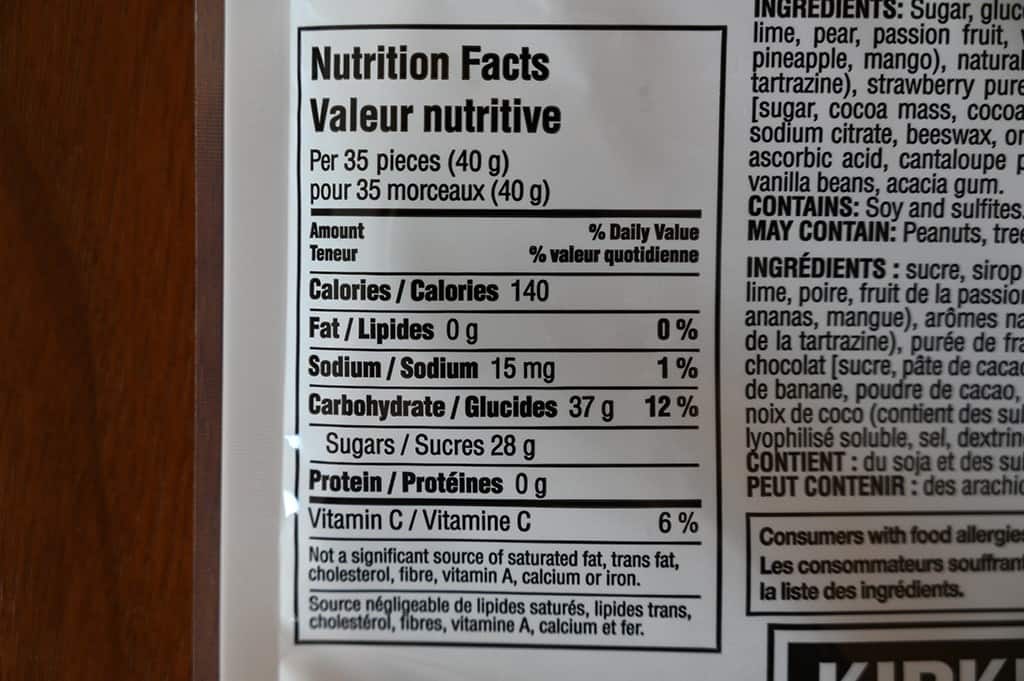 Nutrition Facts
Valeur nutritive
Per 35 pieces (40 g)
pour 35 morceaux (40 g)
Amount % Daily Value
Teneur % valeur quotidienne
Calories / Calories 140
Fat / Lipides 0 g 0 %
Sodium / Sodium 15 mg 1 %
Carbohydrate / Glucides 37 g 12 %
Sugars / Sucres 28 g
Protein / Protéines 0 g
Vitamin C / Vitamine C 6 %
Not a significant source of saturated fat, trans fat,
cholesterol, fibre, vitamin A, calcium or iron.
Source négligeable de lipides saturés, lipides trans,
cholestérol, fibres, vitamine A, calcium et fer.
INGREDIENTS: Sugar,
lime, pear, passion fruit,
pineapple, mango), natural
tartrazine), strawberry
[sugar, cocoa mass, cocoa
sodium citrate, beeswax,
ascorbic acid, cantaloupe
vanilla beans, acacia gum.
CONTAINS: Soy and sulfites.
MAY CONTAIN: Peanuts,
INGRÉDIENTS : sucre, sirop
lime, poire, fruit de la
ananas, mangue), arômes
de la tartrazine), purée de
chocolat [sucre, pâte de
de banane, poudre de cacao,
noix de coco (contient des
lyophilisé soluble, sel,
CONTIENT : du soja et des
PEUT CONTENIR : des
Consumers with food
Les consommateurs
la liste des ingrédients.